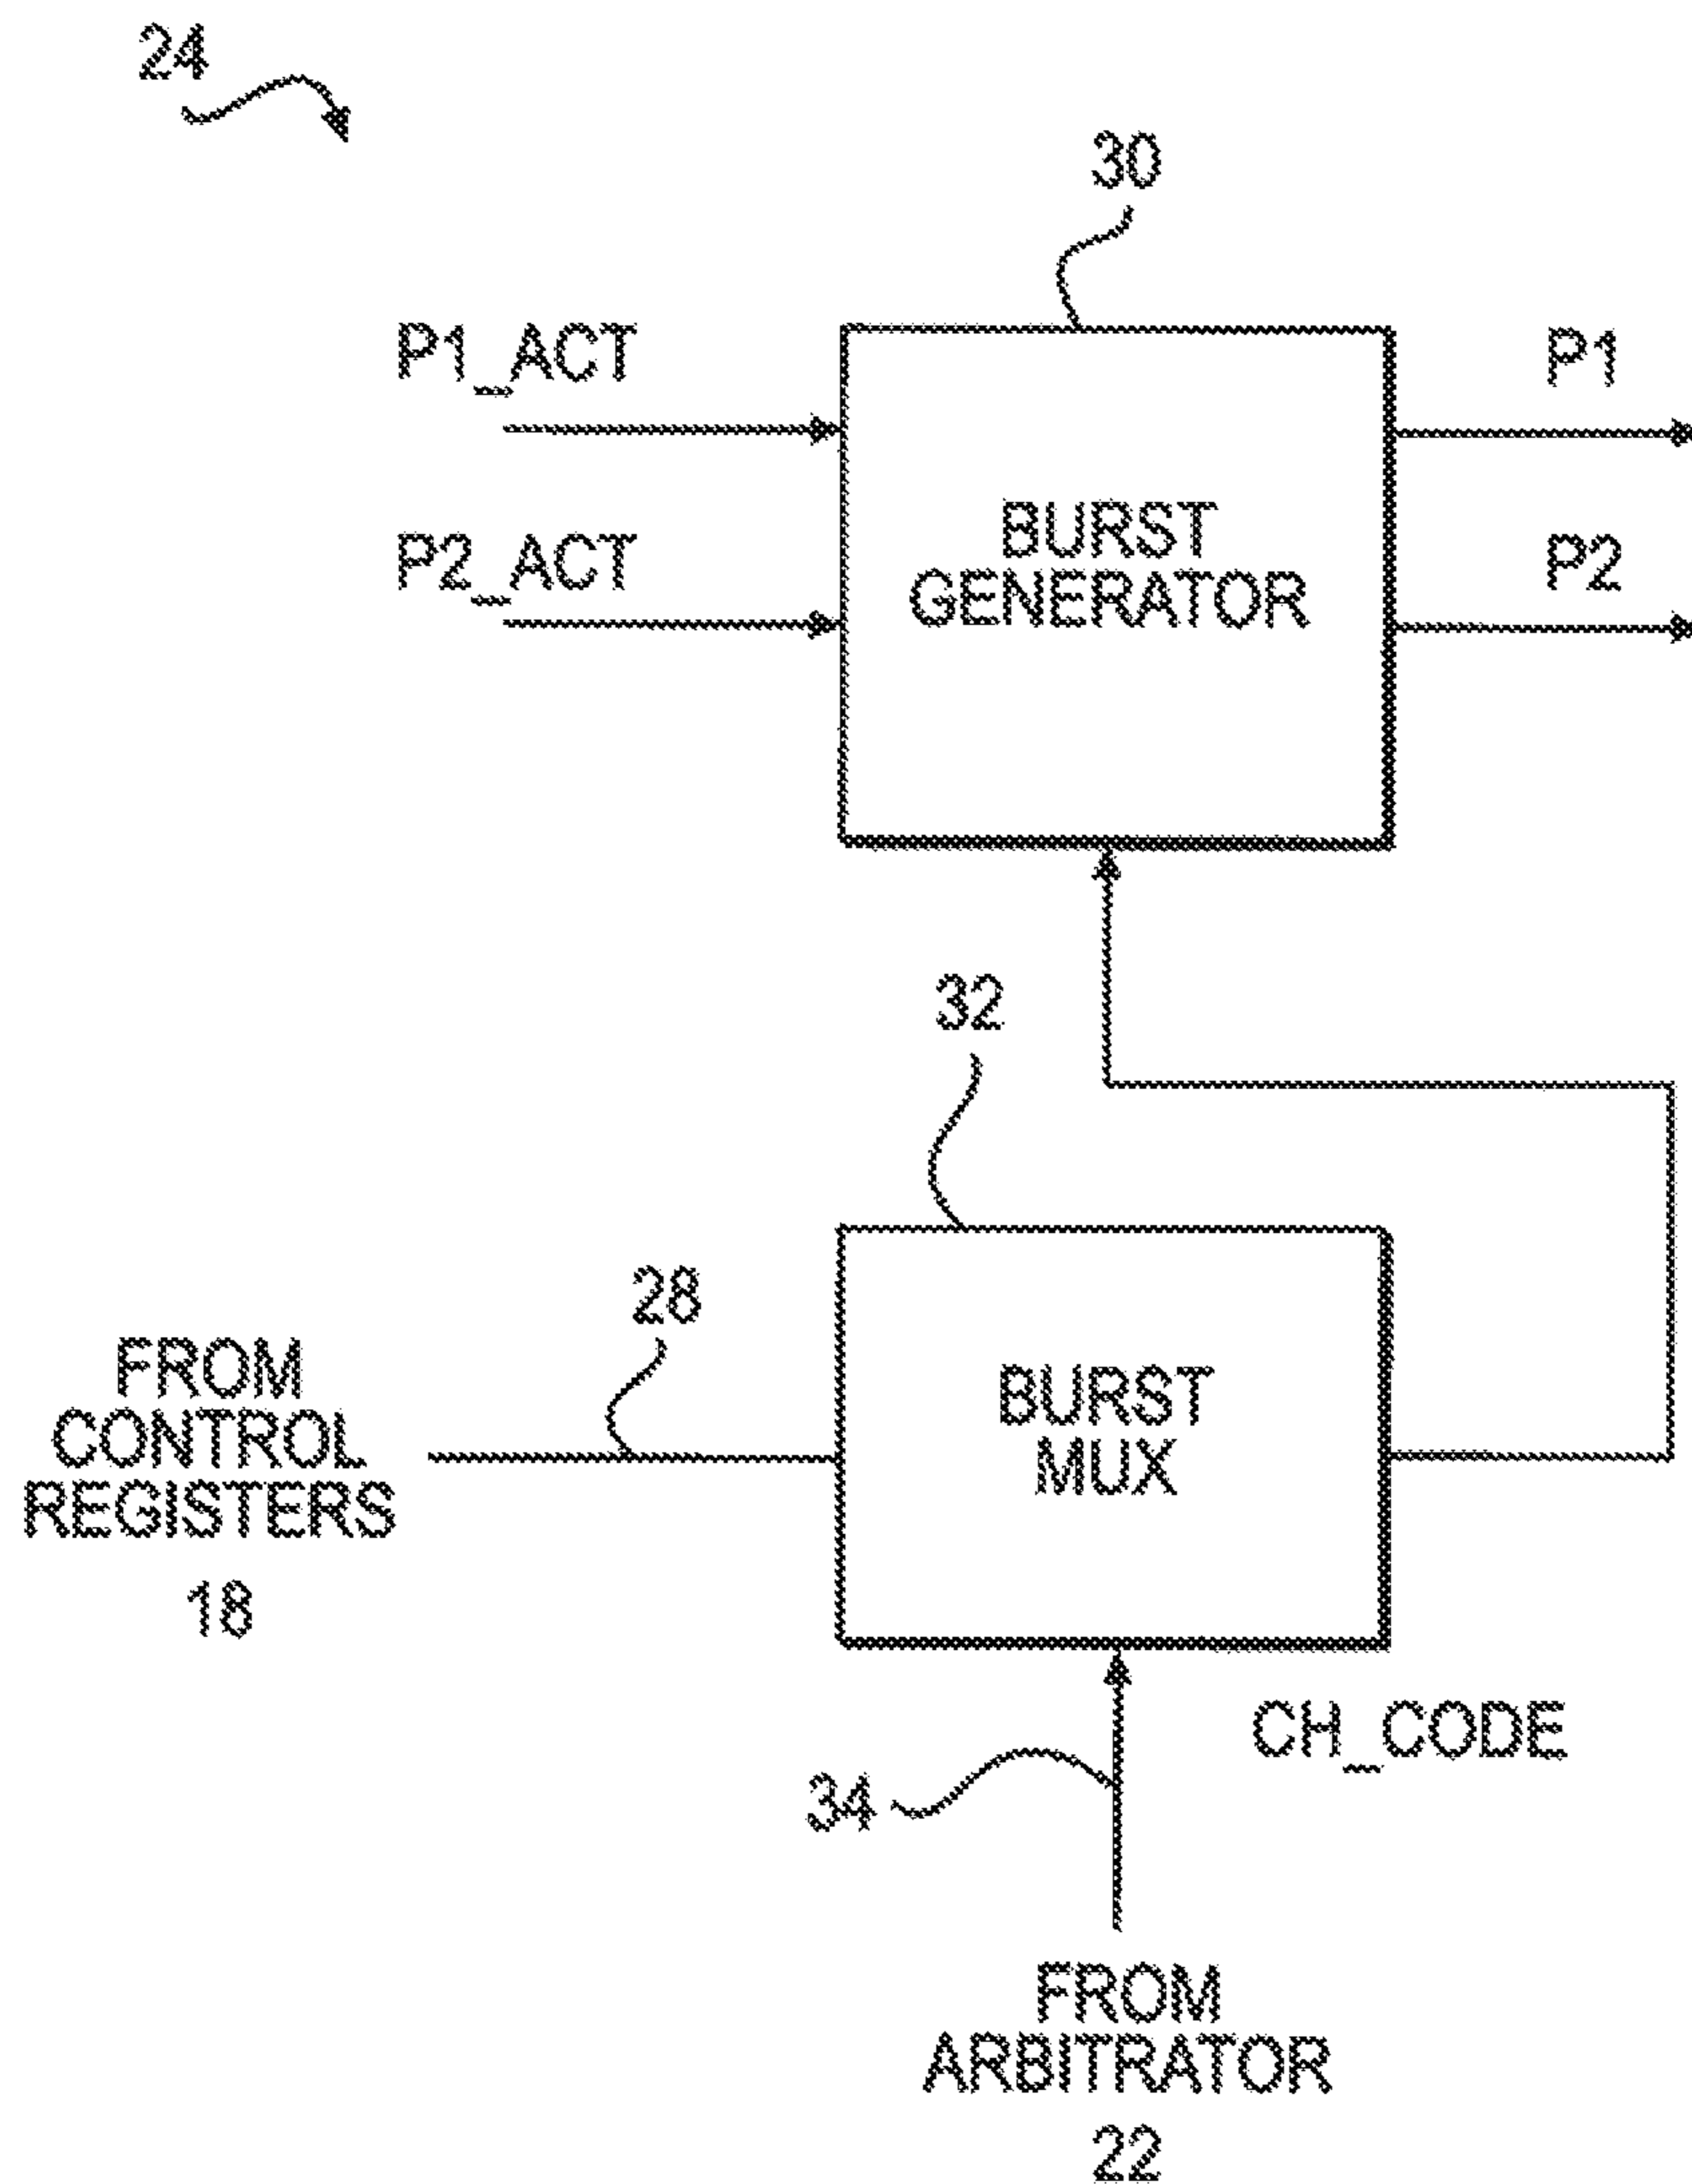 24
30
P1_ACT
P1
P2_ACT
BURST
GENERATOR
P2
32
28
FROM
CONTROL
REGISTERS
18
BURST
MUX
CH_CODE
34
FROM
ARBITRATOR
22